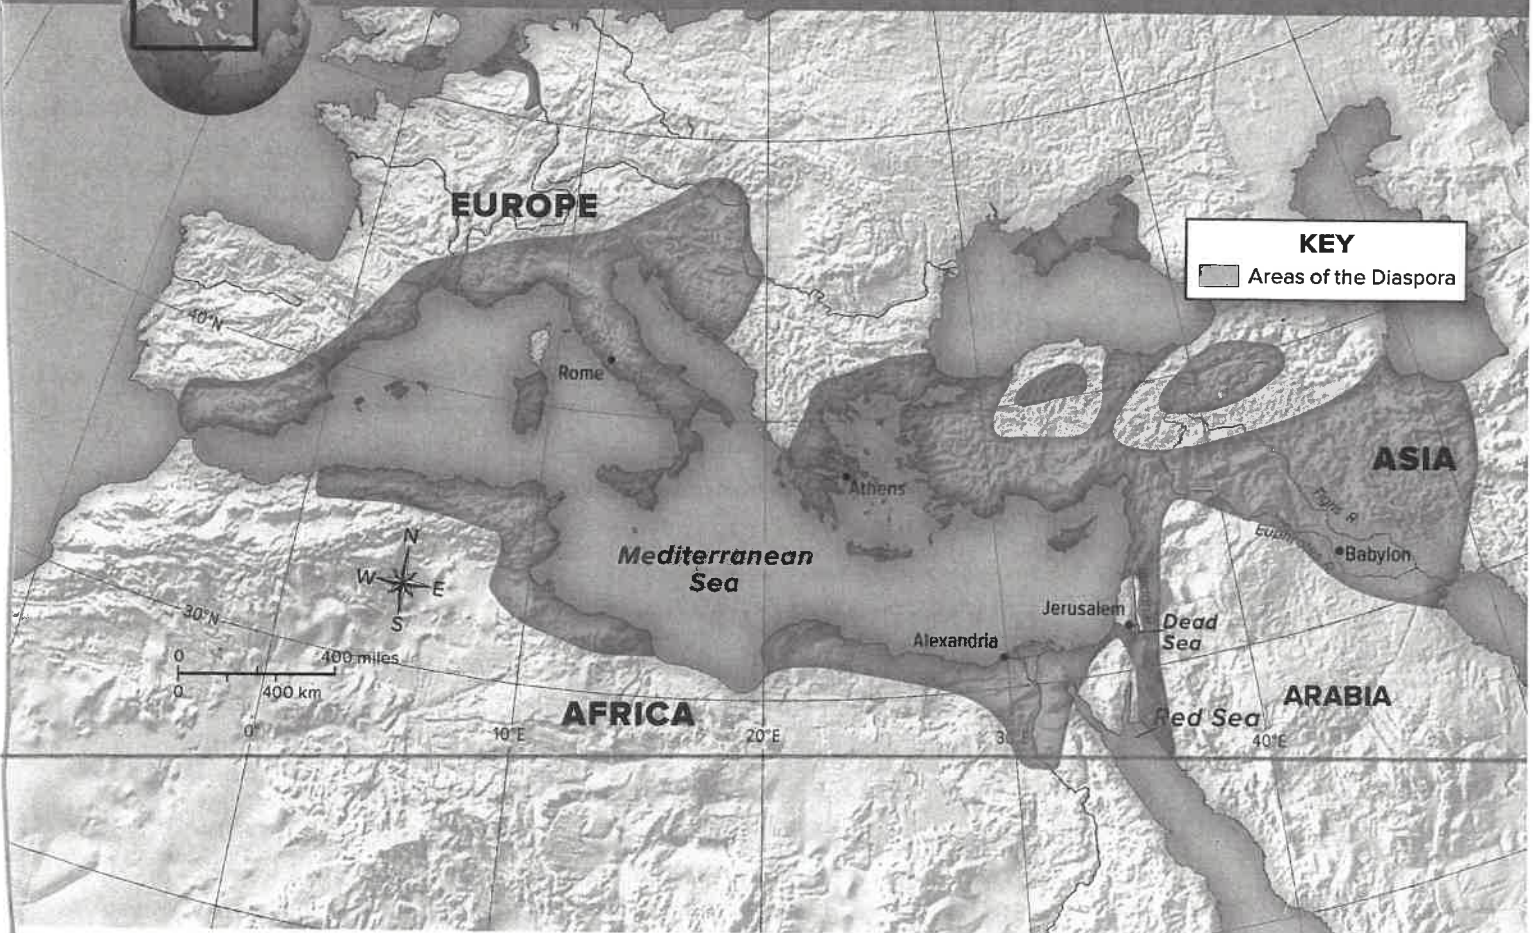 EUROPE
KEY
Areas of the Diaspora
40°N
Rome
ASIA
Athens
Tigris R
Euphrates
Babylon
Mediterranean
Sea
N
W
E
S
Jerusalem
Dead
Sea
30°N
Alexandria
0
400 miles
0
400 km
ARABIA
AFRICA
Red Sea
0°
10°E
20°E
30°E
40°E